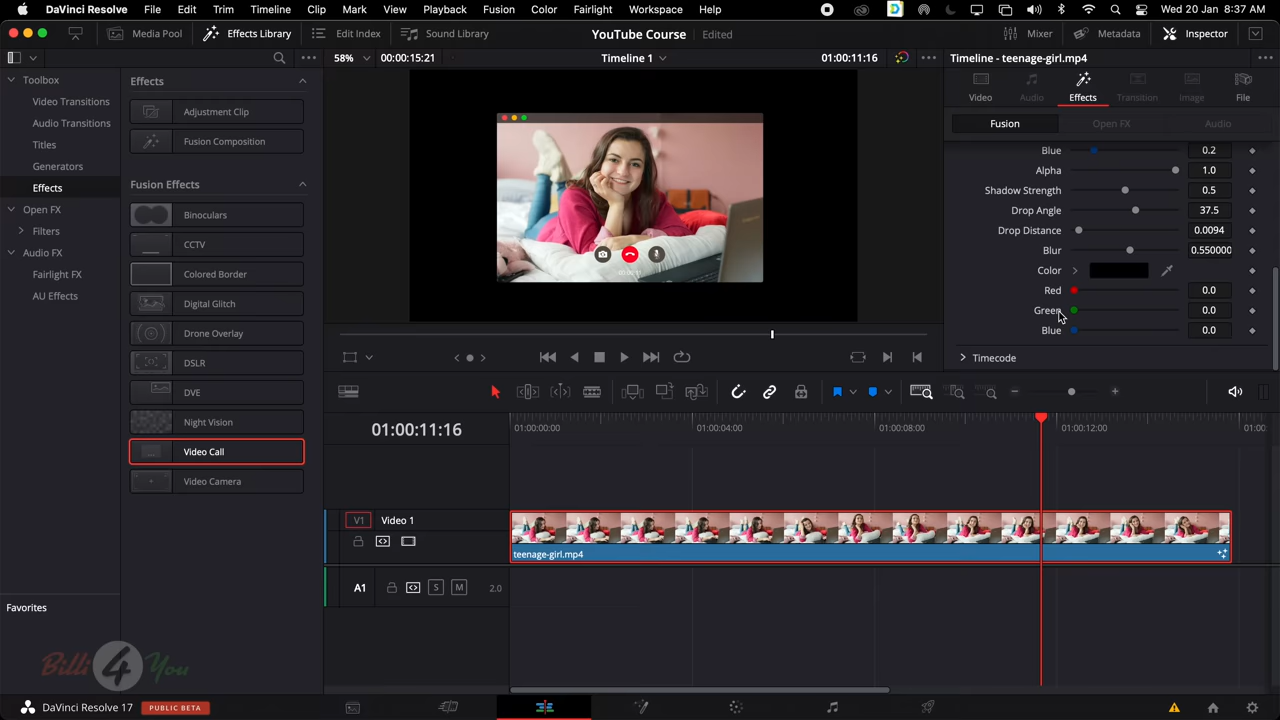 DaVinci Resolve File Edit Trim Timeline Clip Mark View Playback Fusion Color Fairlight Workspace Help Wed 20 Jan 8:37 AM
Media Pool Effects Library Edit Index Sound Library YouTube Course Edited Mixer Metadata Inspector
58% 00:00:15:21 Timeline 1 01:00:11:16 Timeline - teenage-girl.mp4
Toolbox
Video Transitions
Audio Transitions
Titles
Generators
Effects
Open FX
Filters
Audio FX
Fairlight FX
AU Effects
Favorites
Effects
Adjustment Clip
Fusion Composition
Fusion Effects
Binoculars
CCTV
Colored Border
Digital Glitch
Drone Overlay
DSLR
DVE
Night Vision
Video Call
Video Camera
Video Audio Effects Transition Image File
Fusion Open FX Audio
Blue 0.2
Alpha 1.0
Shadow Strength 0.5
Drop Angle 37.5
Drop Distance 0.0094
Blur 0.550000
Color
Red 0.0
Green 0.0
Blue 0.0
Timecode
01:00:11:16
01:00:00:00 01:00:04:00 01:00:08:00 01:00:12:00 01:00
V1 Video 1
teenage-girl.mp4
A1 S M 2.0
Billi 4 You
DaVinci Resolve 17 PUBLIC BETA